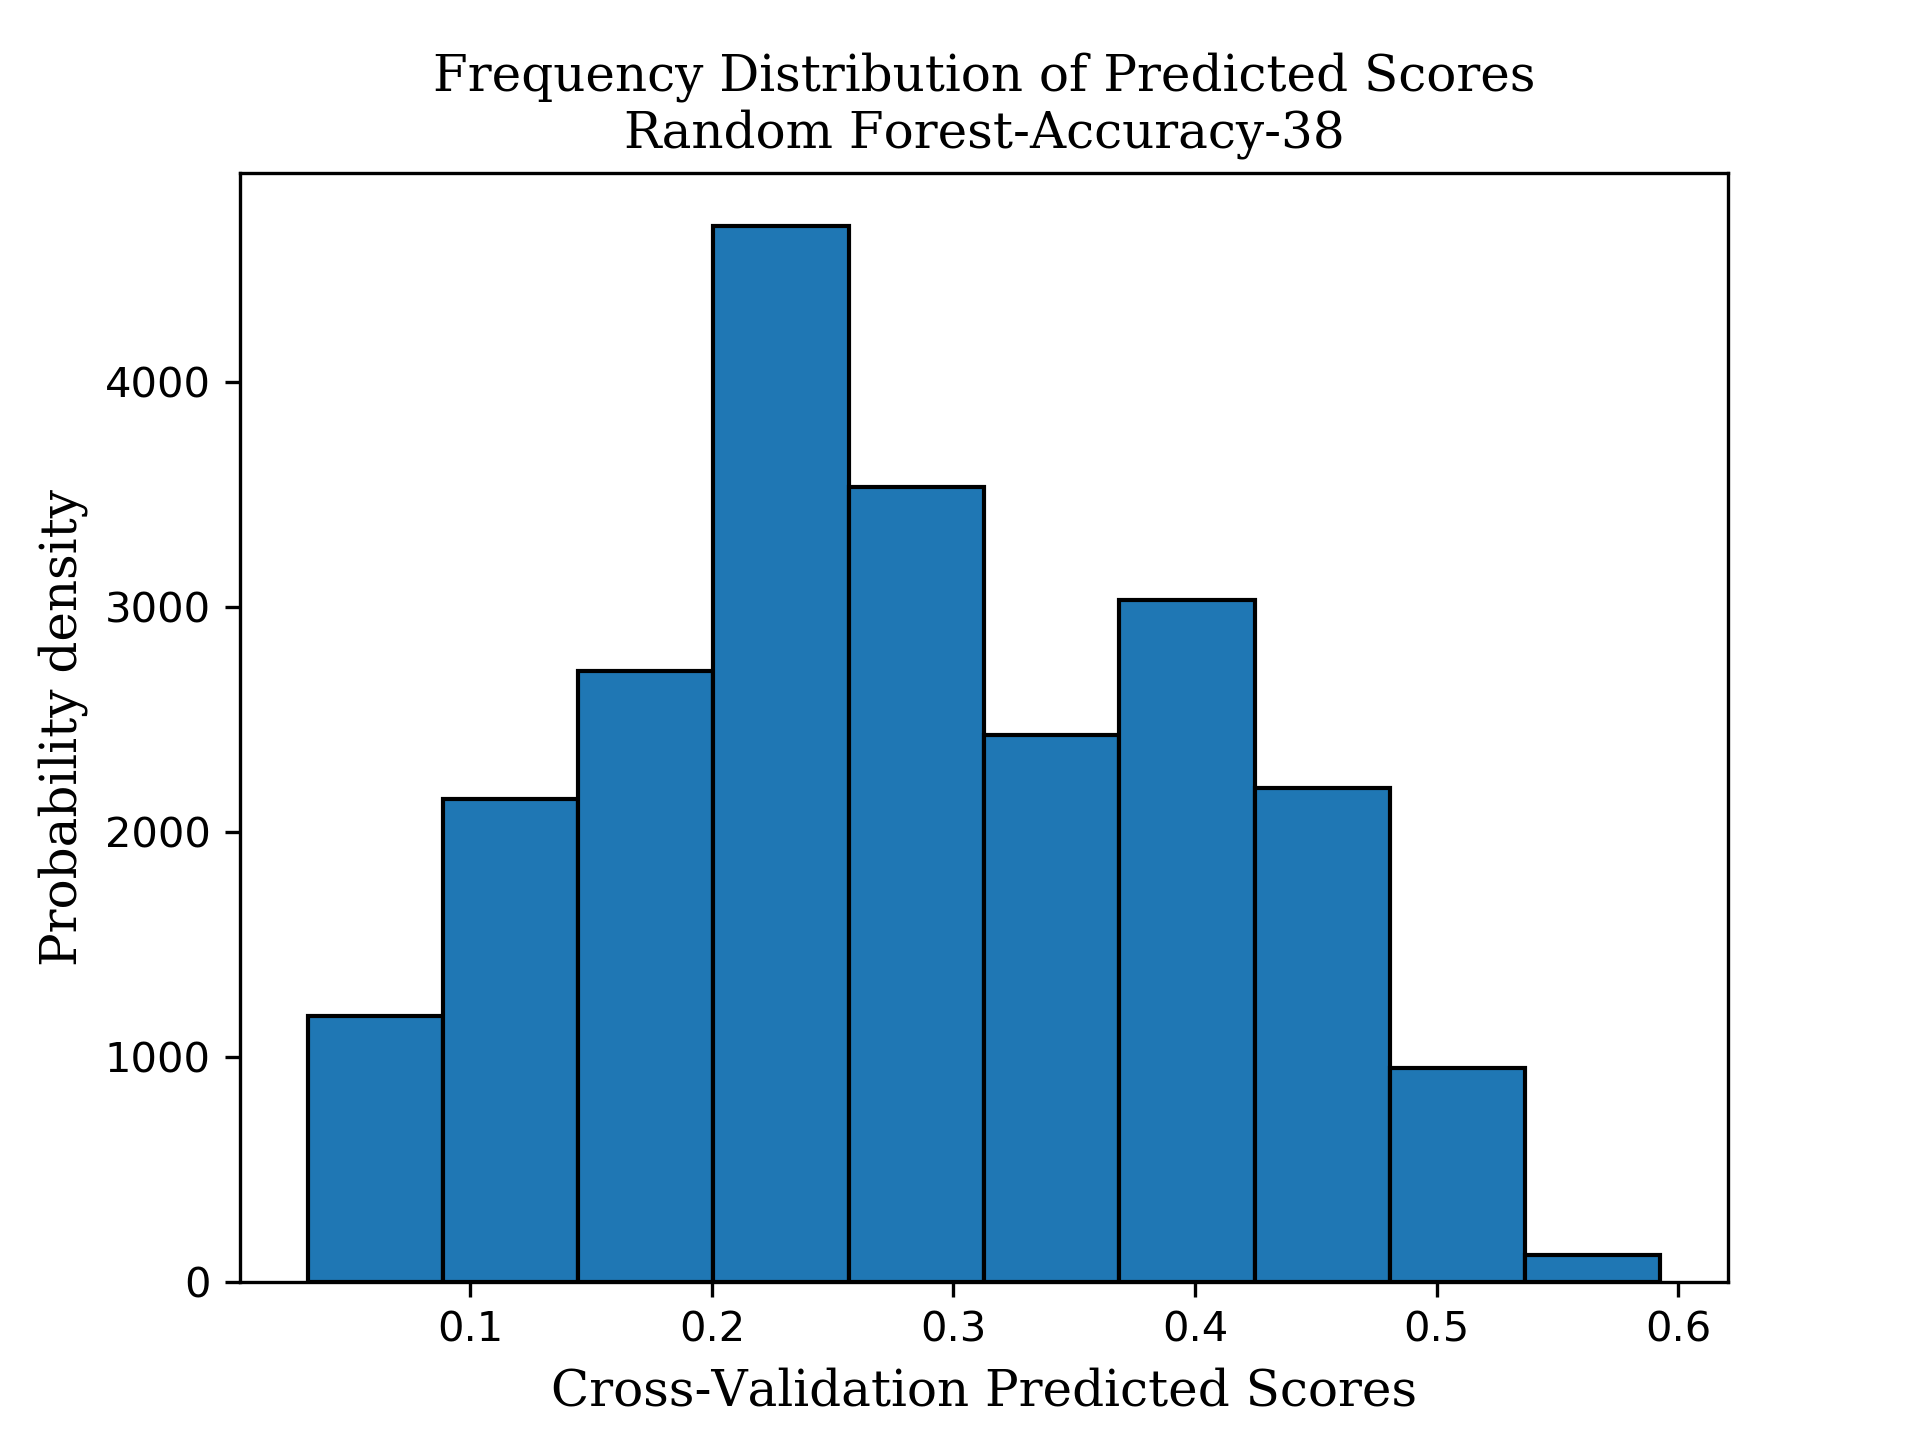 Frequency Distribution of Predicted Scores
Random Forest-Accuracy-38
Probability density
4000
3000
2000
1000
0
0.1 0.2 0.3 0.4 0.5 0.6
Cross-Validation Predicted Scores